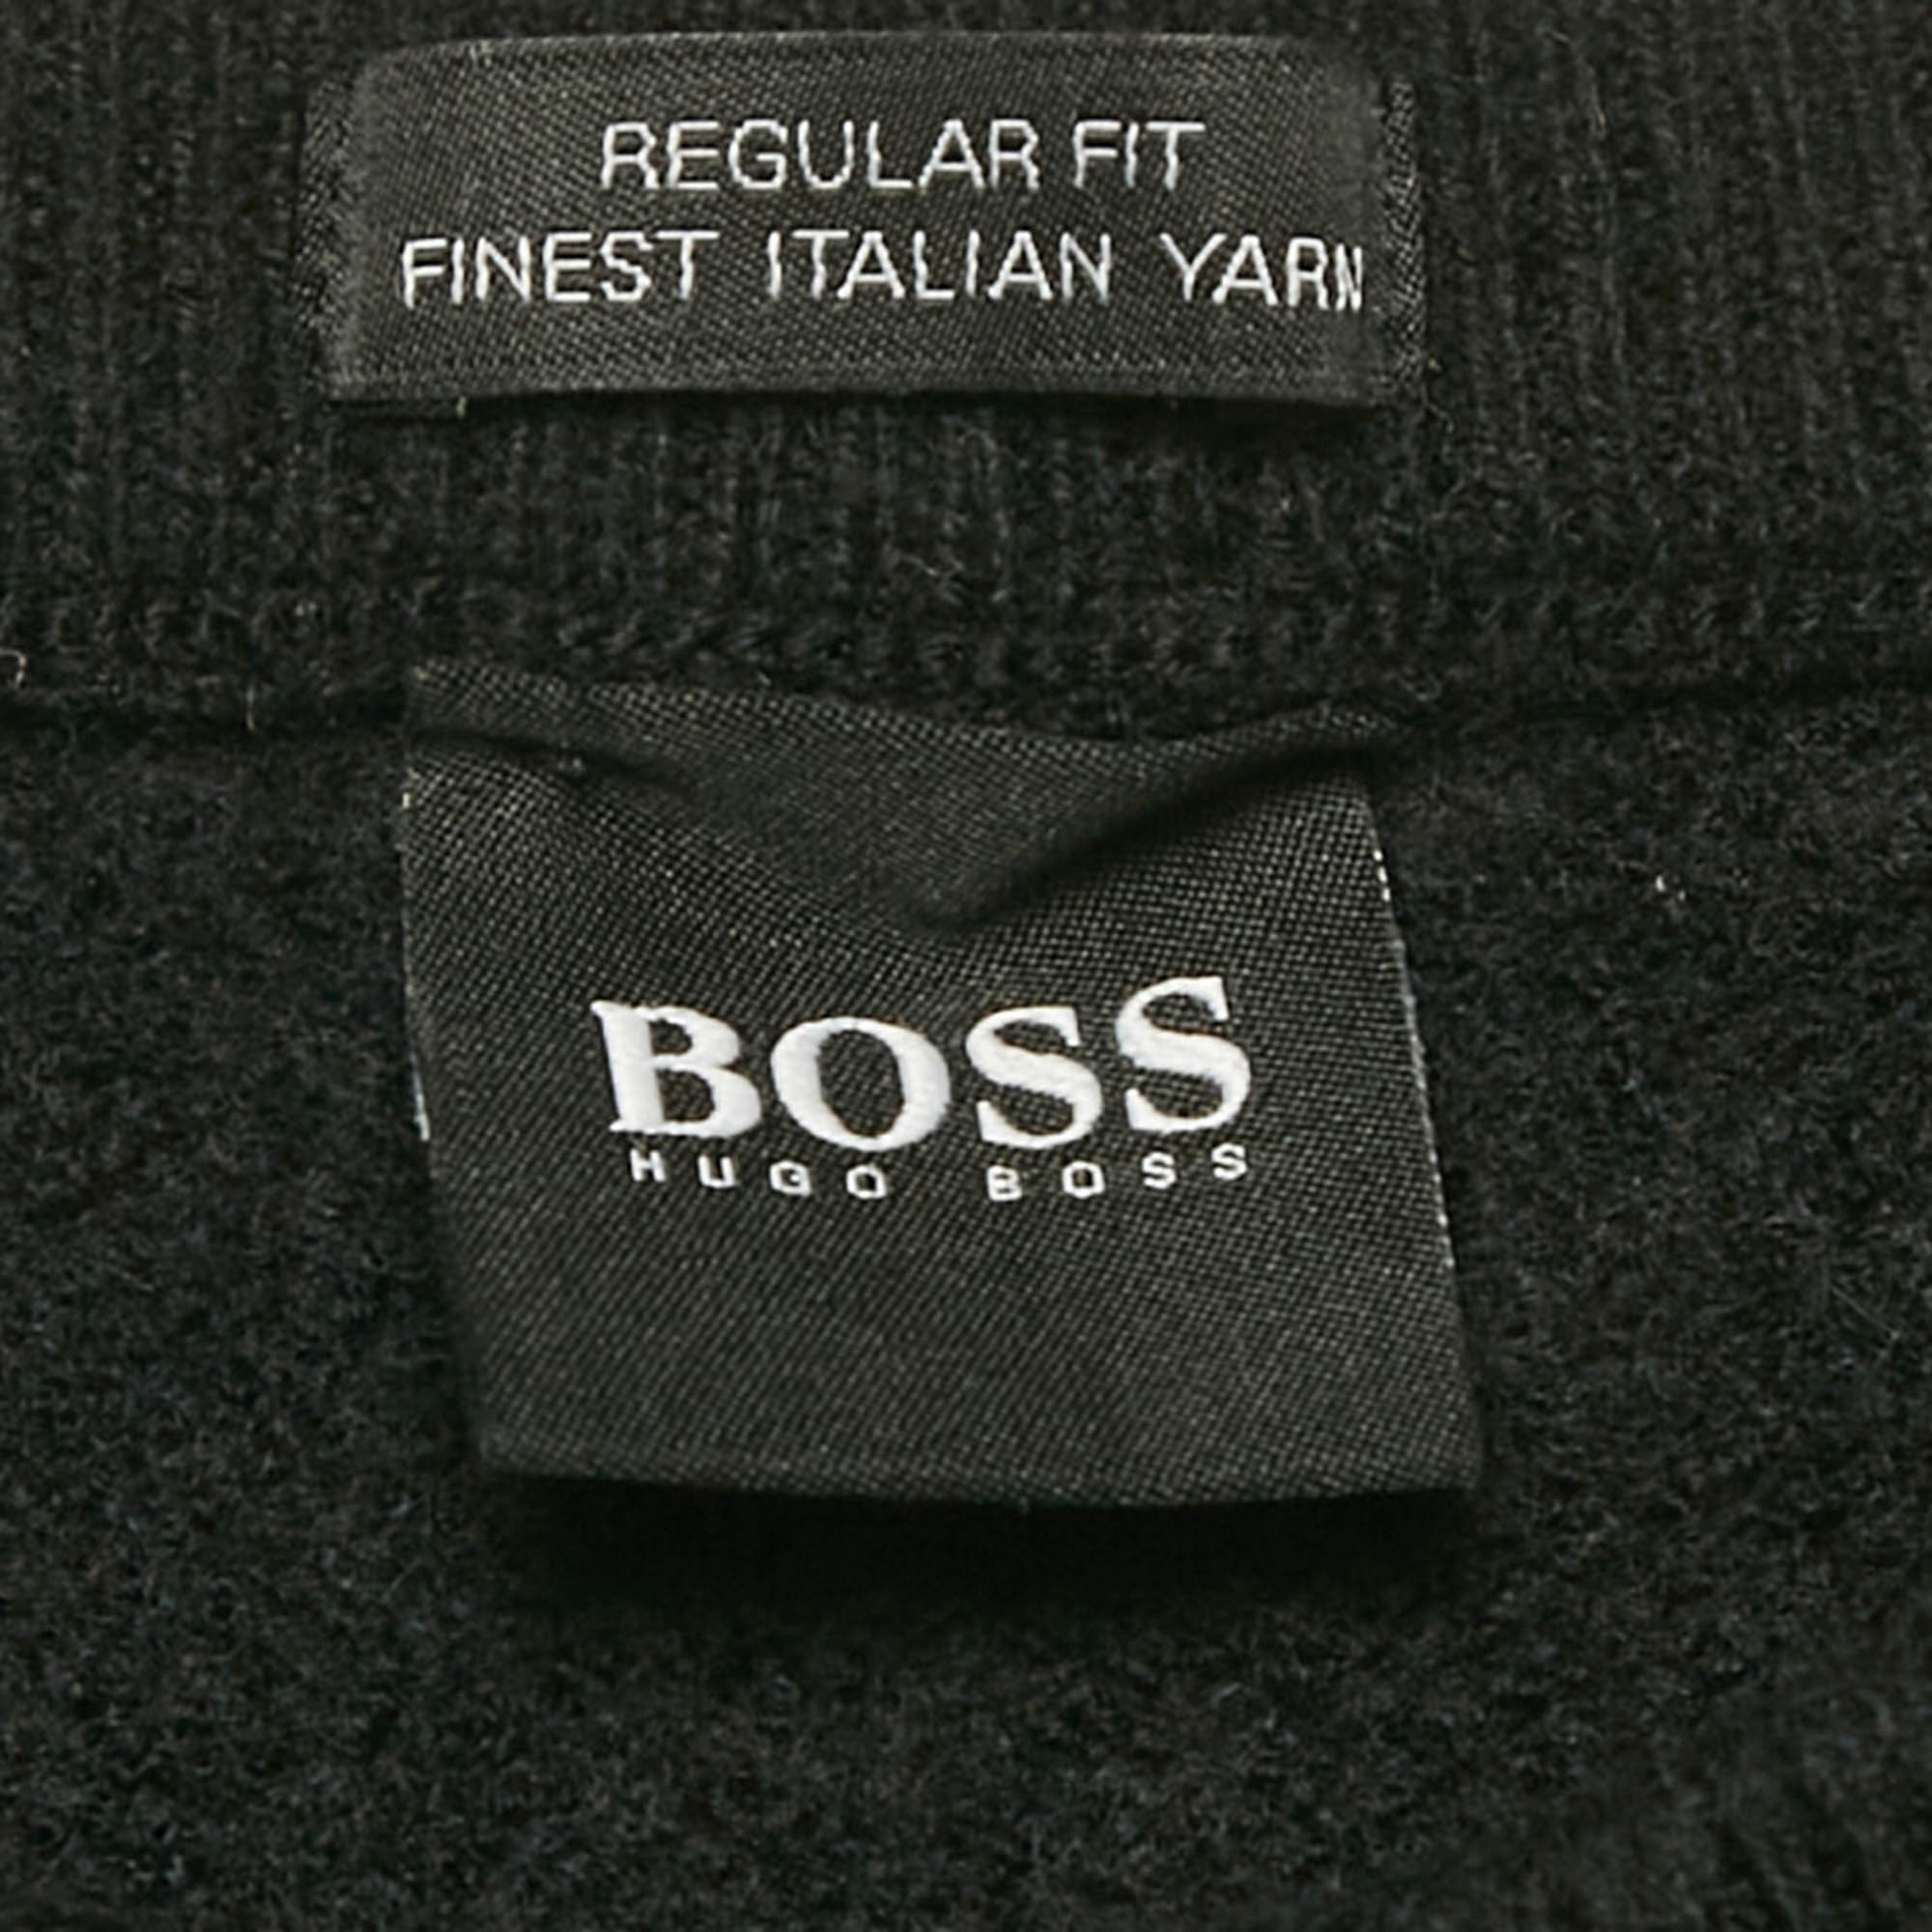 REGULAR FIT
FINEST ITALIAN YARN
BOSS
HUGO BOSS